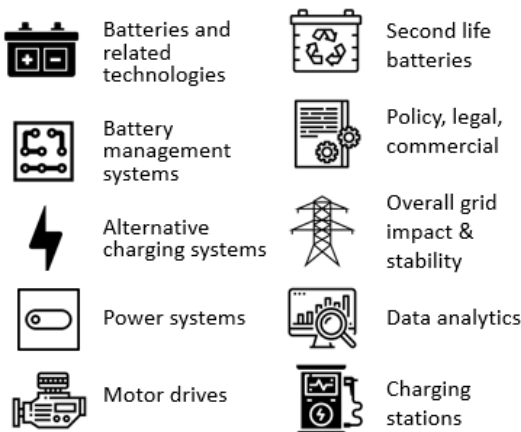 Batteries and
related
technologies
Battery
management
systems
Alternative
charging systems
Power systems
Motor drives
Second life
batteries
Policy, legal,
commercial
Overall grid
impact &
stability
Data analytics
Charging
stations